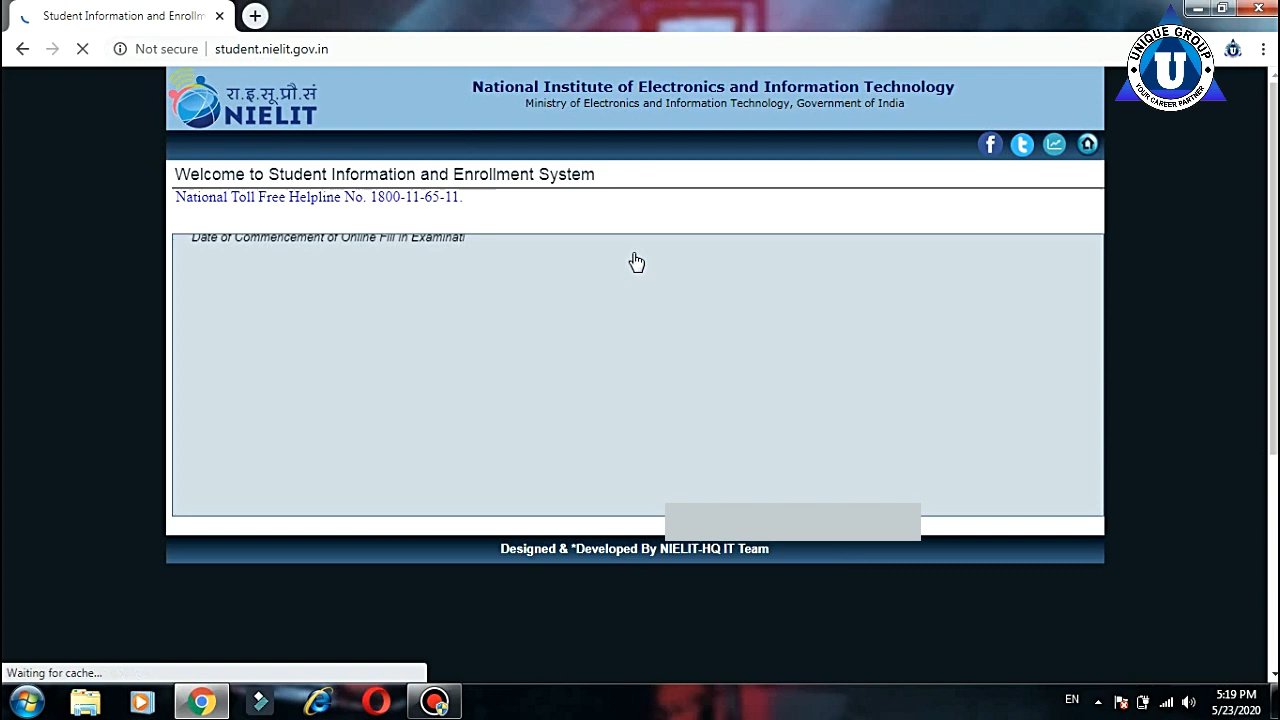 Student Information and Enrollm
Not secure
student.nielit.gov.in
UNIQUE GROUP
U
YOUR CAREER PARTNER
रा.इ.सू.प्रौ.सं
NIELIT
National Institute of Electronics and Information Technology
Ministry of Electronics and Information Technology, Government of India
Welcome to Student Information and Enrollment System
National Toll Free Helpline No. 1800-11-65-11.
Date of Commencement of Online Fill in Examinati
Designed & *Developed By NIELIT-HQ IT Team
Waiting for cache...
EN
5:19 PM
5/23/2020